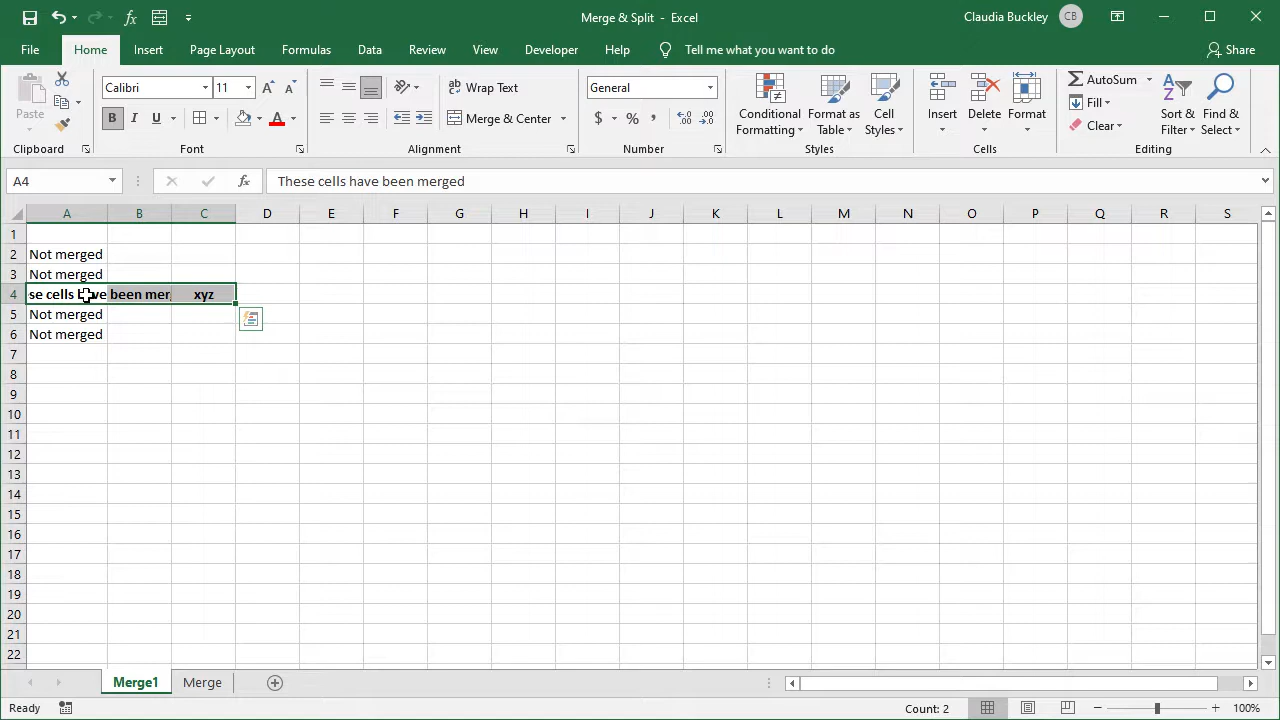 Merge & Split - Excel
Claudia Buckley
CB
File Home Insert Page Layout Formulas Data Review View Developer Help Tell me what you want to do Share
Paste
Clipboard
Calibri 11
B I U A
Font
Wrap Text
Merge & Center
Alignment
General
$ % ,
Number
Conditional Formatting
Format as Table
Cell Styles
Styles
Insert
Delete
Format
Cells
AutoSum
Fill
Clear
Sort & Filter
Find & Select
Editing
A4 fx These cells have been merged
A B C D E F G H I J K L M N O P Q R S
1
2 Not merged
3 Not merged
4 se cells have been mer xyz
5 Not merged
6 Not merged
7
8
9
10
11
12
13
14
15
16
17
18
19
20
21
22
Merge1 Merge
Ready Count: 2 100%